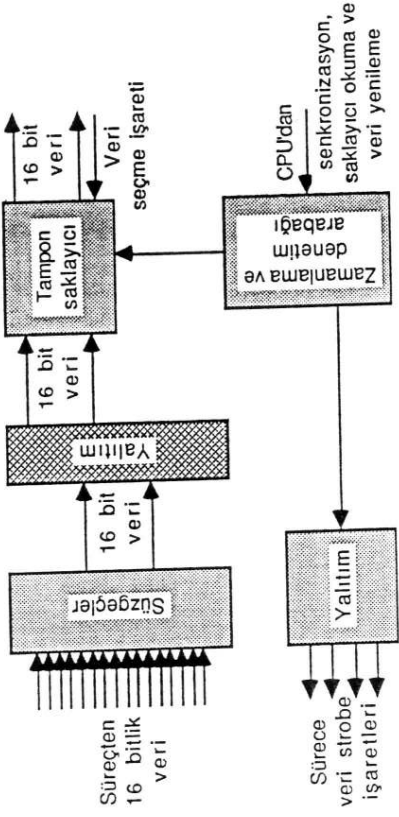 Süreçten
16 bitlik
veri
Süzgeçler
16 bit
veri
Yalıtım
16 bit
veri
Tampon
saklayıcı
16 bit
veri
Veri
seçme işareti
CPU'dan
senkronizasyon,
saklayıcı okuma ve
veri yenileme
Zamanlama ve
denetim
arabağı
Yalıtım
Sürece
veri strobe
işaretleri